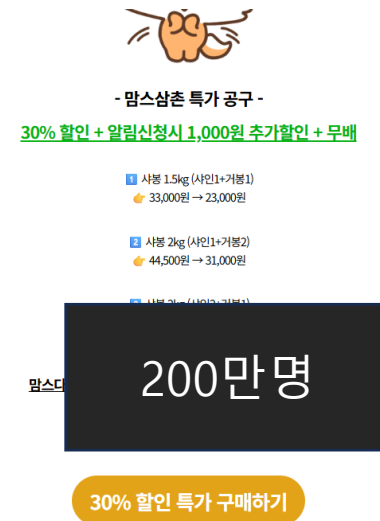 - 맘스삼촌 특가 공구 -
30% 할인 + 알림신청시 1,000원 추가할인 + 무배
1 샤봉 1.5kg (샤인1+거봉1)
👉 33,000원 → 23,000원
2 샤봉 2kg (샤인1+거봉2)
👉 44,500원 → 31,000원
맘스다
200만명
30% 할인 특가 구매하기